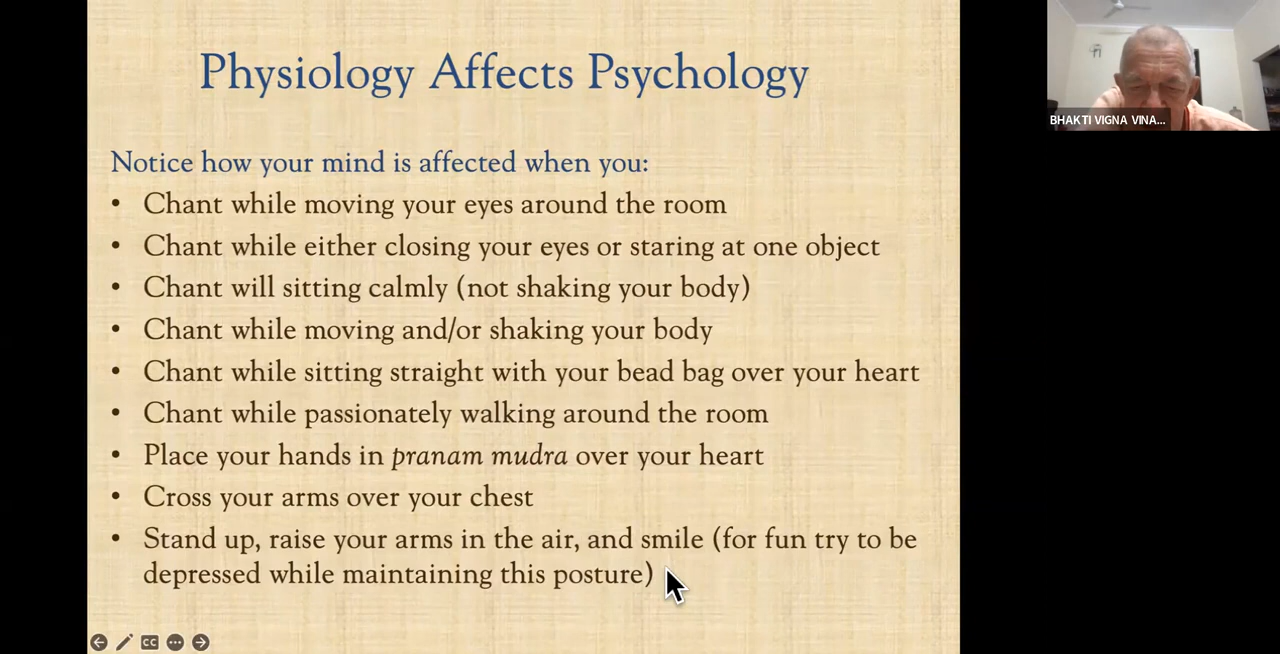 Physiology Affects Psychology
Notice how your mind is affected when you:
• Chant while moving your eyes around the room
• Chant while either closing your eyes or staring at one object
• Chant will sitting calmly (not shaking your body)
• Chant while moving and/or shaking your body
• Chant while sitting straight with your bead bag over your heart
• Chant while passionately walking around the room
• Place your hands in pranam mudra over your heart
• Cross your arms over your chest
• Stand up, raise your arms in the air, and smile (for fun try to be
depressed while maintaining this posture)
BHAKTI VIGNA VINA...
CC